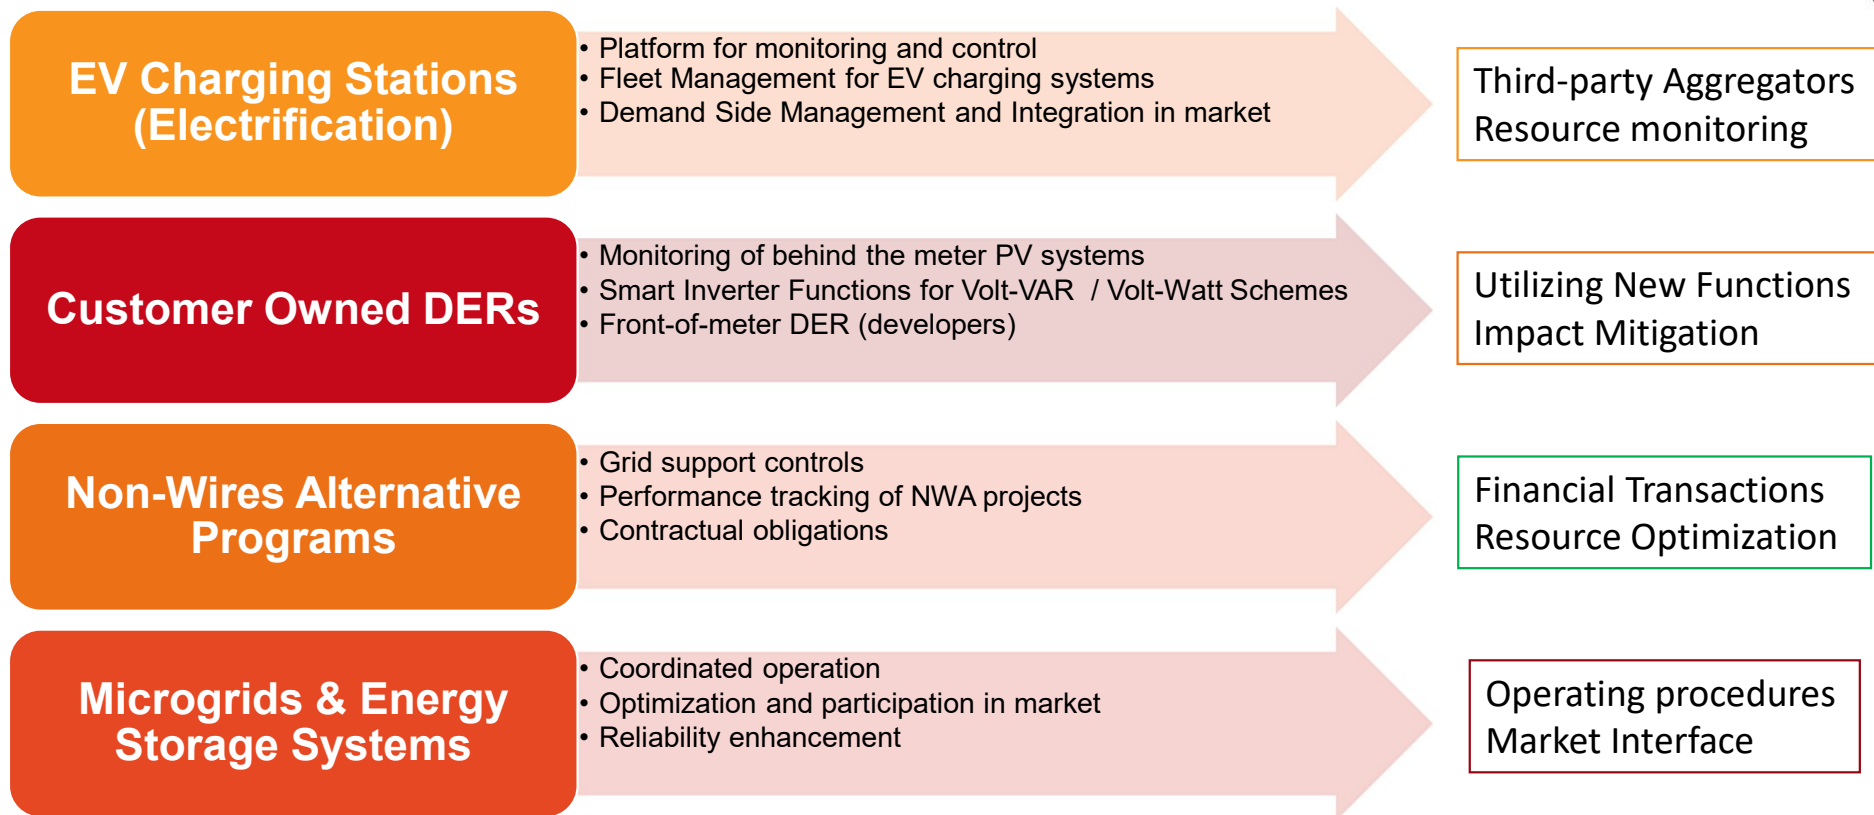 EV Charging Stations
(Electrification)
• Platform for monitoring and control
• Fleet Management for EV charging systems
• Demand Side Management and Integration in market
Third-party Aggregators
Resource monitoring
Customer Owned DERs
• Monitoring of behind the meter PV systems
• Smart Inverter Functions for Volt-VAR / Volt-Watt Schemes
• Front-of-meter DER (developers)
Utilizing New Functions
Impact Mitigation
Non-Wires Alternative
Programs
• Grid support controls
• Performance tracking of NWA projects
• Contractual obligations
Financial Transactions
Resource Optimization
Microgrids & Energy
Storage Systems
• Coordinated operation
• Optimization and participation in market
• Reliability enhancement
Operating procedures
Market Interface